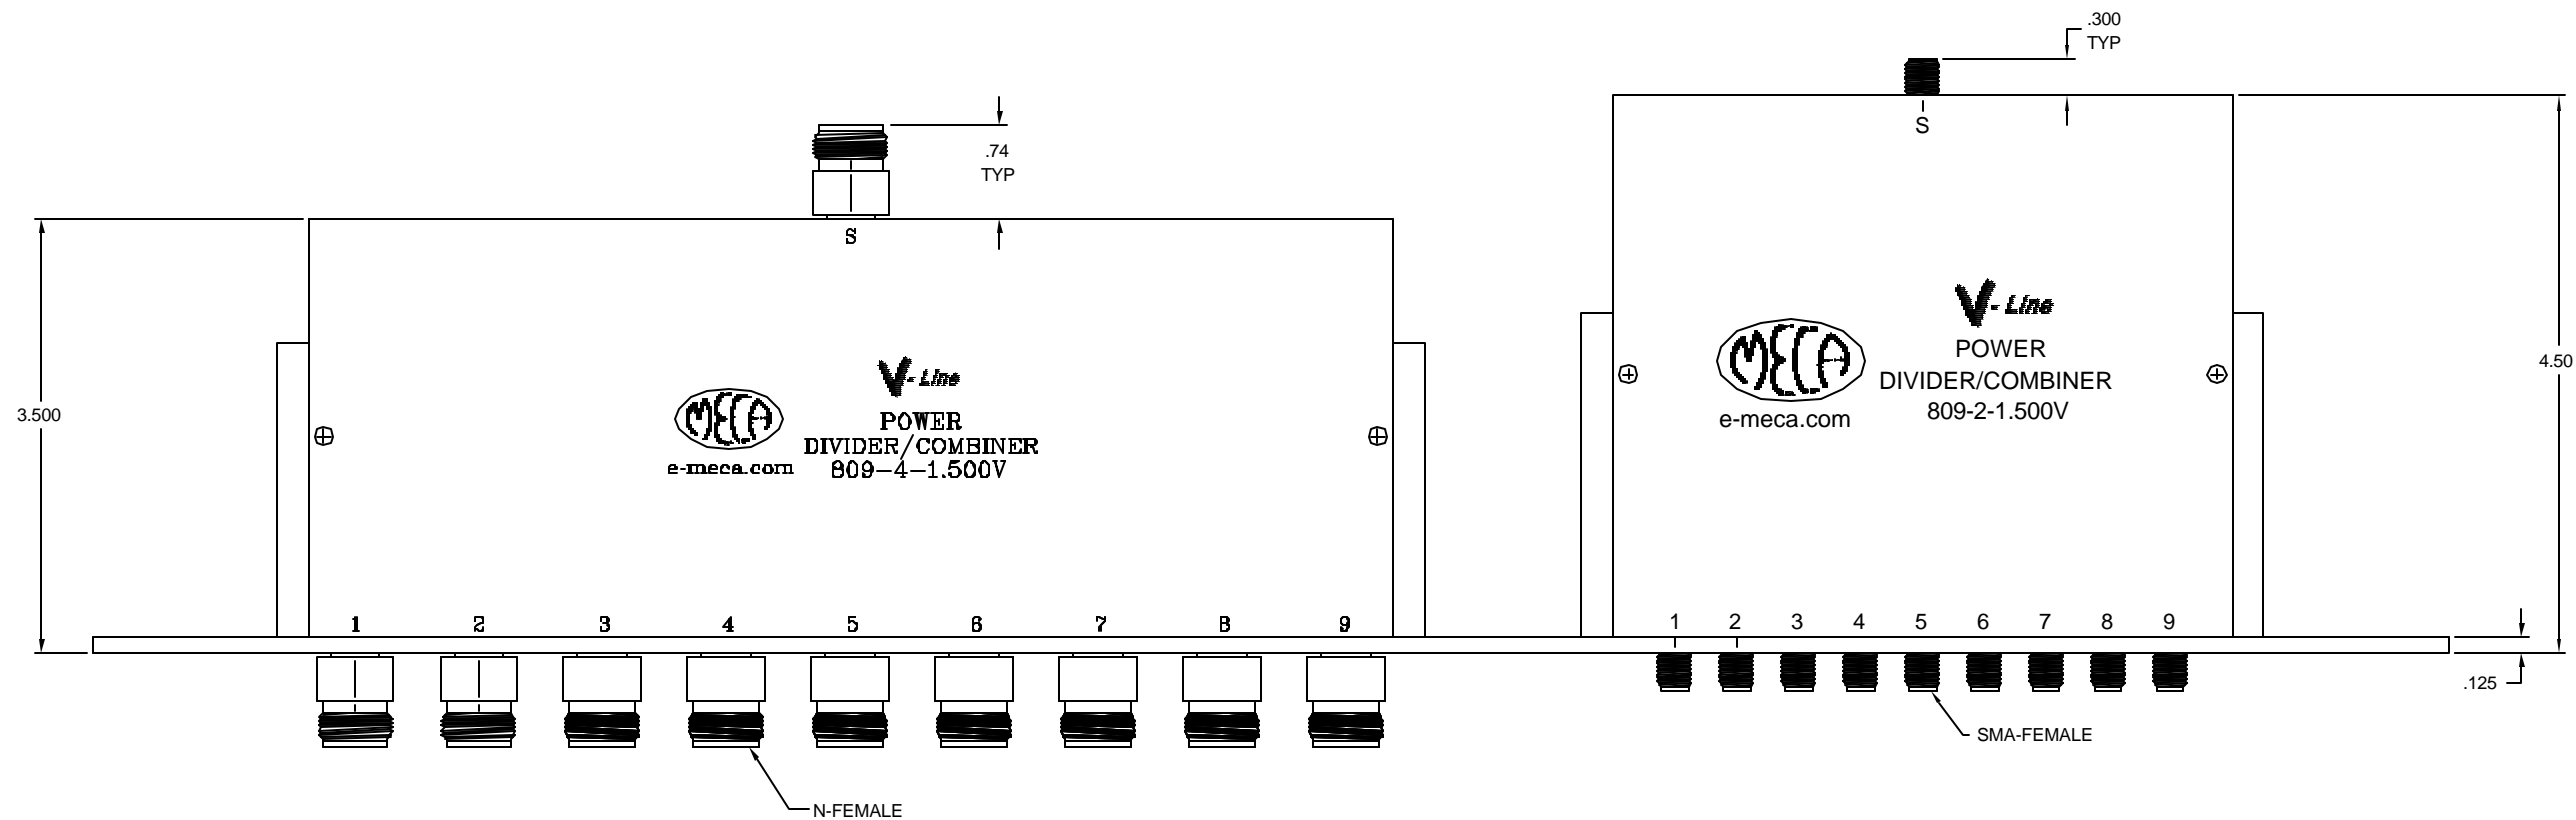 .74
TYP
S
3.500
V- Line
MECA
e-meca.com
POWER
DIVIDER/COMBINER
809-4-1.500V
1 2 3 4 5 6 7 8 9
N-FEMALE
.300
TYP
S
V- Line
MECA
e-meca.com
POWER
DIVIDER/COMBINER
809-2-1.500V
4.50
1 2 3 4 5 6 7 8 9
.125
SMA-FEMALE